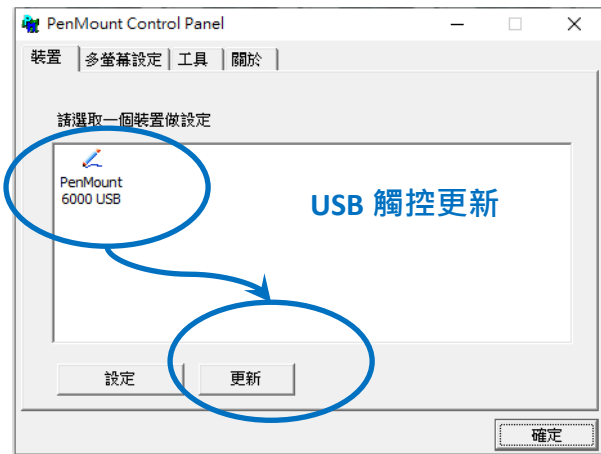 PenMount Control Panel
裝置
多螢幕設定
工具
關於
請選取一個裝置做設定
PenMount
6000 USB
USB 觸控更新
設定
更新
確定